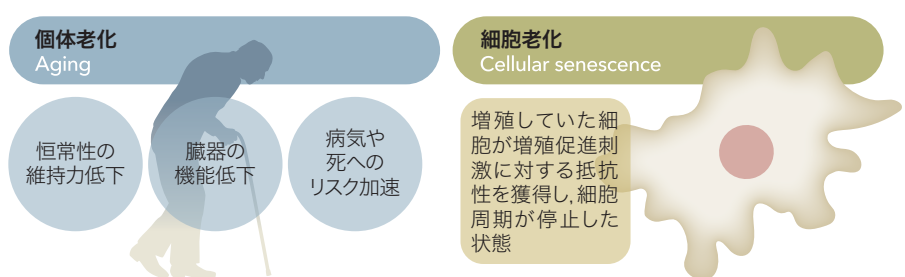 個体老化
Aging
恒常性の
維持力低下
臓器の
機能低下
病気や
死への
リスク加速
細胞老化
Cellular senescence
増殖していた細
胞が増殖促進刺
激に対する抵抗
性を獲得し,細胞
周期が停止した
状態